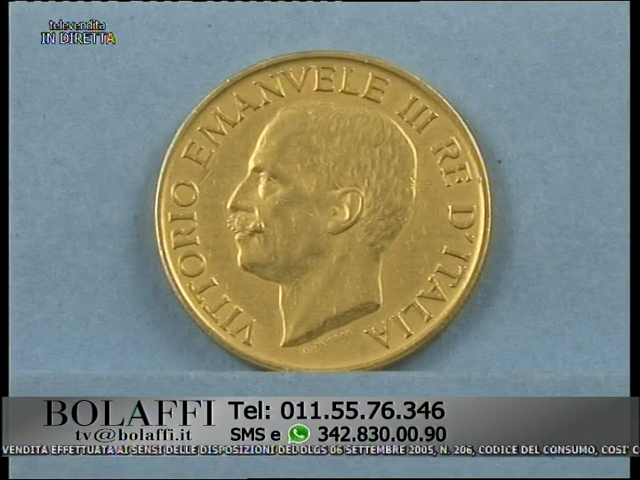 televendita
IN DIRETTA
VITTORIO EMANVELE III RE D'ITALIA
BOLAFFI
tv@bolaffi.it
Tel: 011.55.76.346
SMS e 342.830.00.90
VENDITA EFFETTUATA AI SENSI DELLE DISPOSIZIONI DEL DLGS 06 SETTEMBRE 2005, N. 206, CODICE DEL CONSUMO, COSI' C